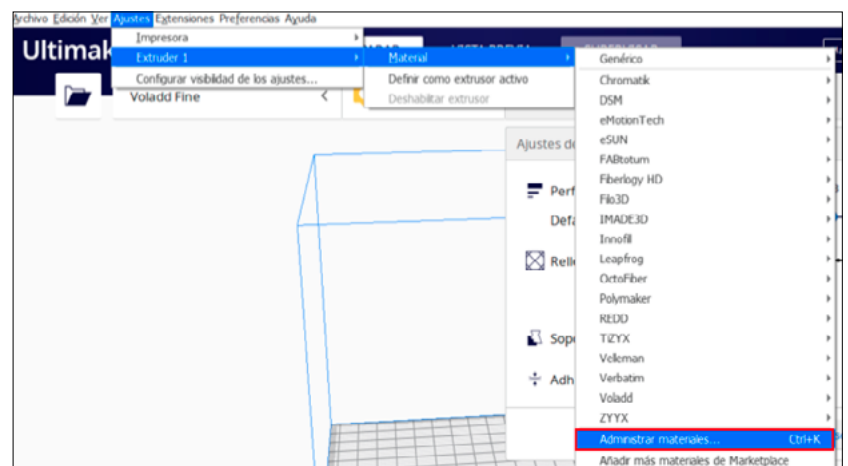 Archivo Edición Ver Ajustes Extensiones Preferencias Ayuda
Ultimak
Impresora
Extruder 1
Configurar visibilidad de los ajustes...
Voladd Fine
Material
Definir como extrusor activo
Deshabilitar extrusor
Ajustes de
Perf
Defa
Relle
Sopo
Adh
Genérico
Chromatik
DSM
eMotionTech
eSUN
FABtotum
Fiberlogy HD
Filo3D
IMADE3D
Innofil
Leapfrog
OctoFiber
Polymaker
REDD
TiZYX
Velleman
Verbatim
Voladd
ZYYX
Administrar materiales... Ctrl+K
Añadir más materiales de Marketplace